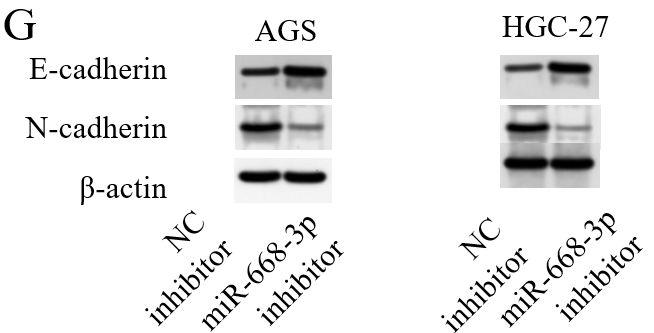 G
AGS
HGC-27
E-cadherin
N-cadherin
β-actin
NC
inhibitor
miR-668-3p
inhibitor
NC
inhibitor
miR-668-3p
inhibitor